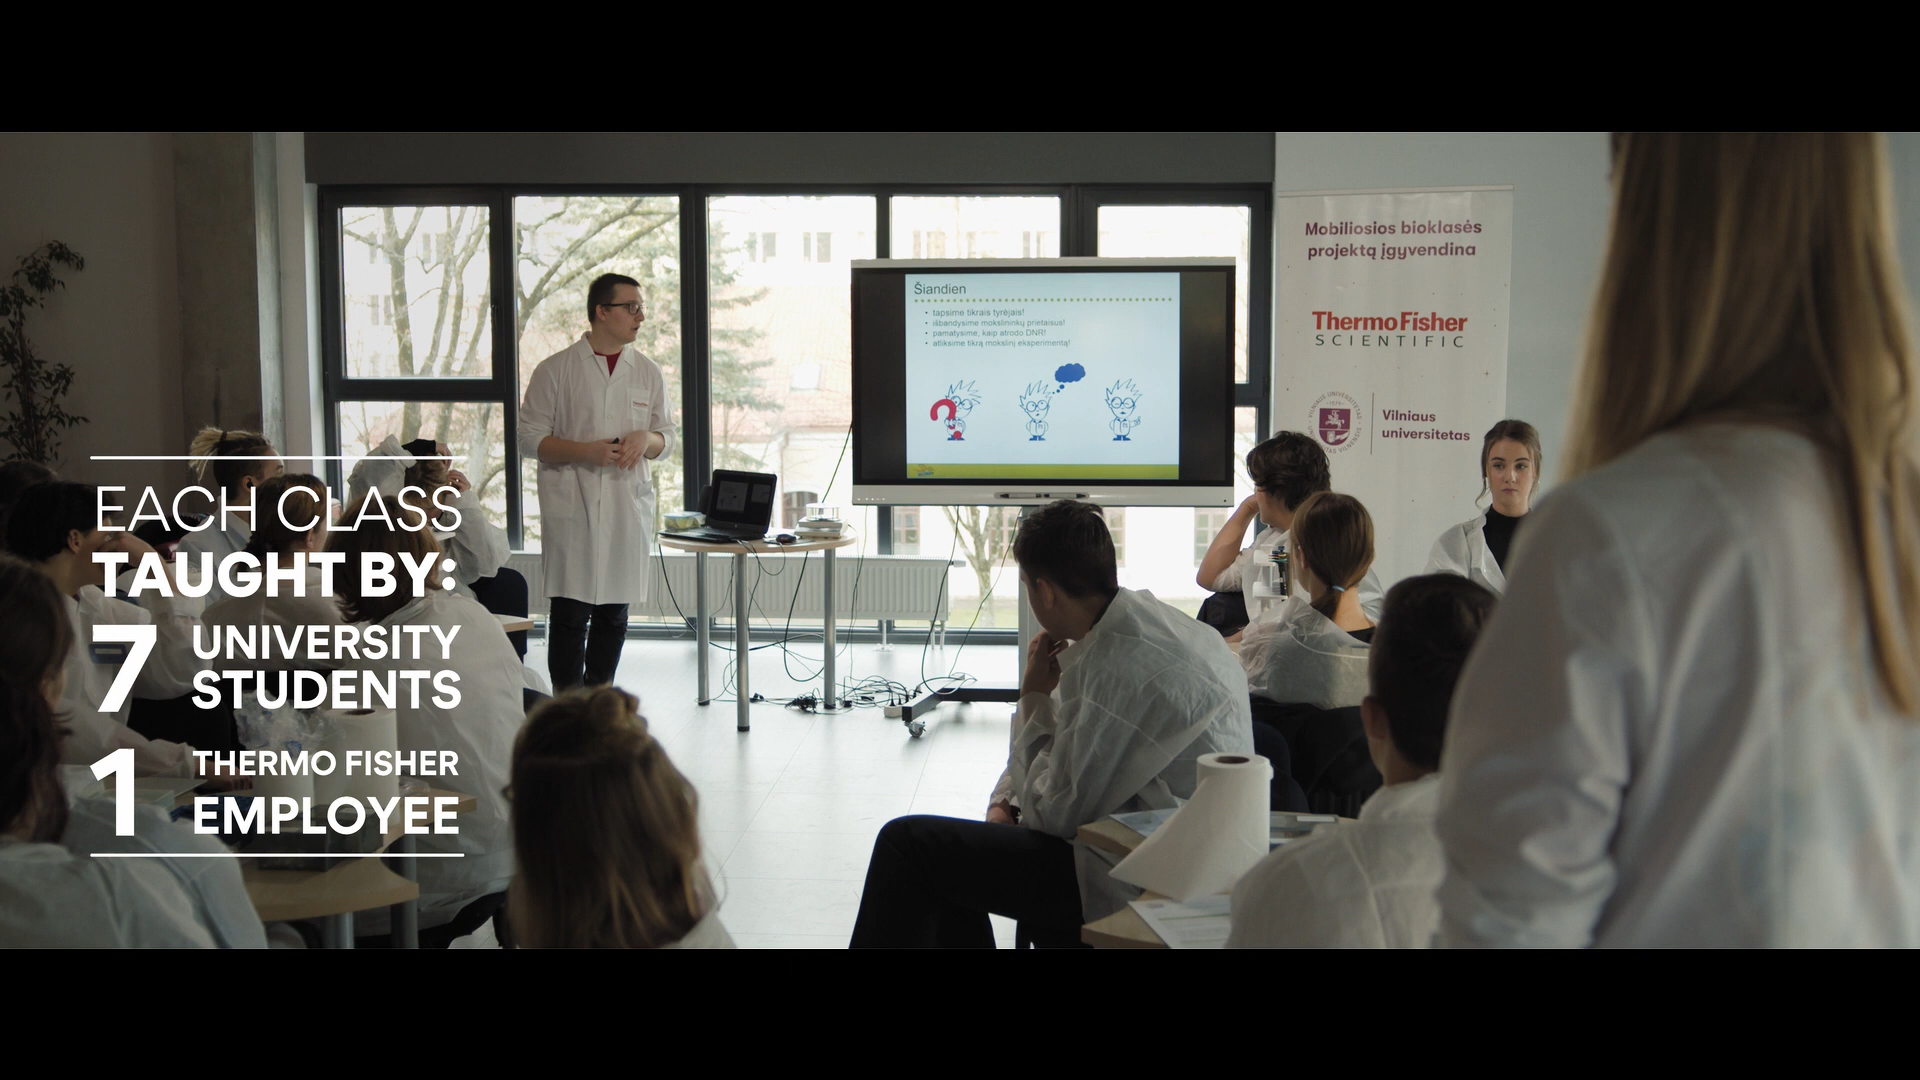 EACH CLASS
TAUGHT BY:
7 UNIVERSITY
STUDENTS
1 THERMO FISHER
EMPLOYEE
Šiandien
• tapsime tikrais tyrėjais!
• išbandysime mokslininkų prietaisus!
• pamatysime, kaip atrodo DNR!
• atliksime tikrą mokslinį eksperimentą!
Mobiliosios bioklasės
projektą įgyvendina
ThermoFisher
SCIENTIFIC
Vilniaus
universitetas